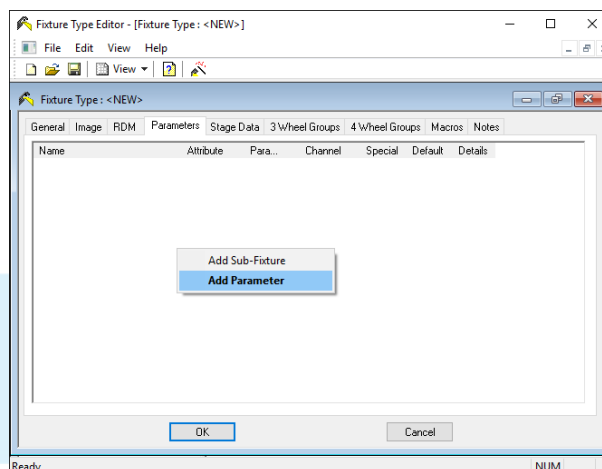 Fixture Type Editor - [Fixture Type : <NEW>]
File Edit View Help
View
Fixture Type : <NEW>
General Image RDM Parameters Stage Data 3 Wheel Groups 4 Wheel Groups Macros Notes
Name Attribute Para... Channel Special Default Details
Add Sub-Fixture
Add Parameter
OK Cancel
Ready NUM